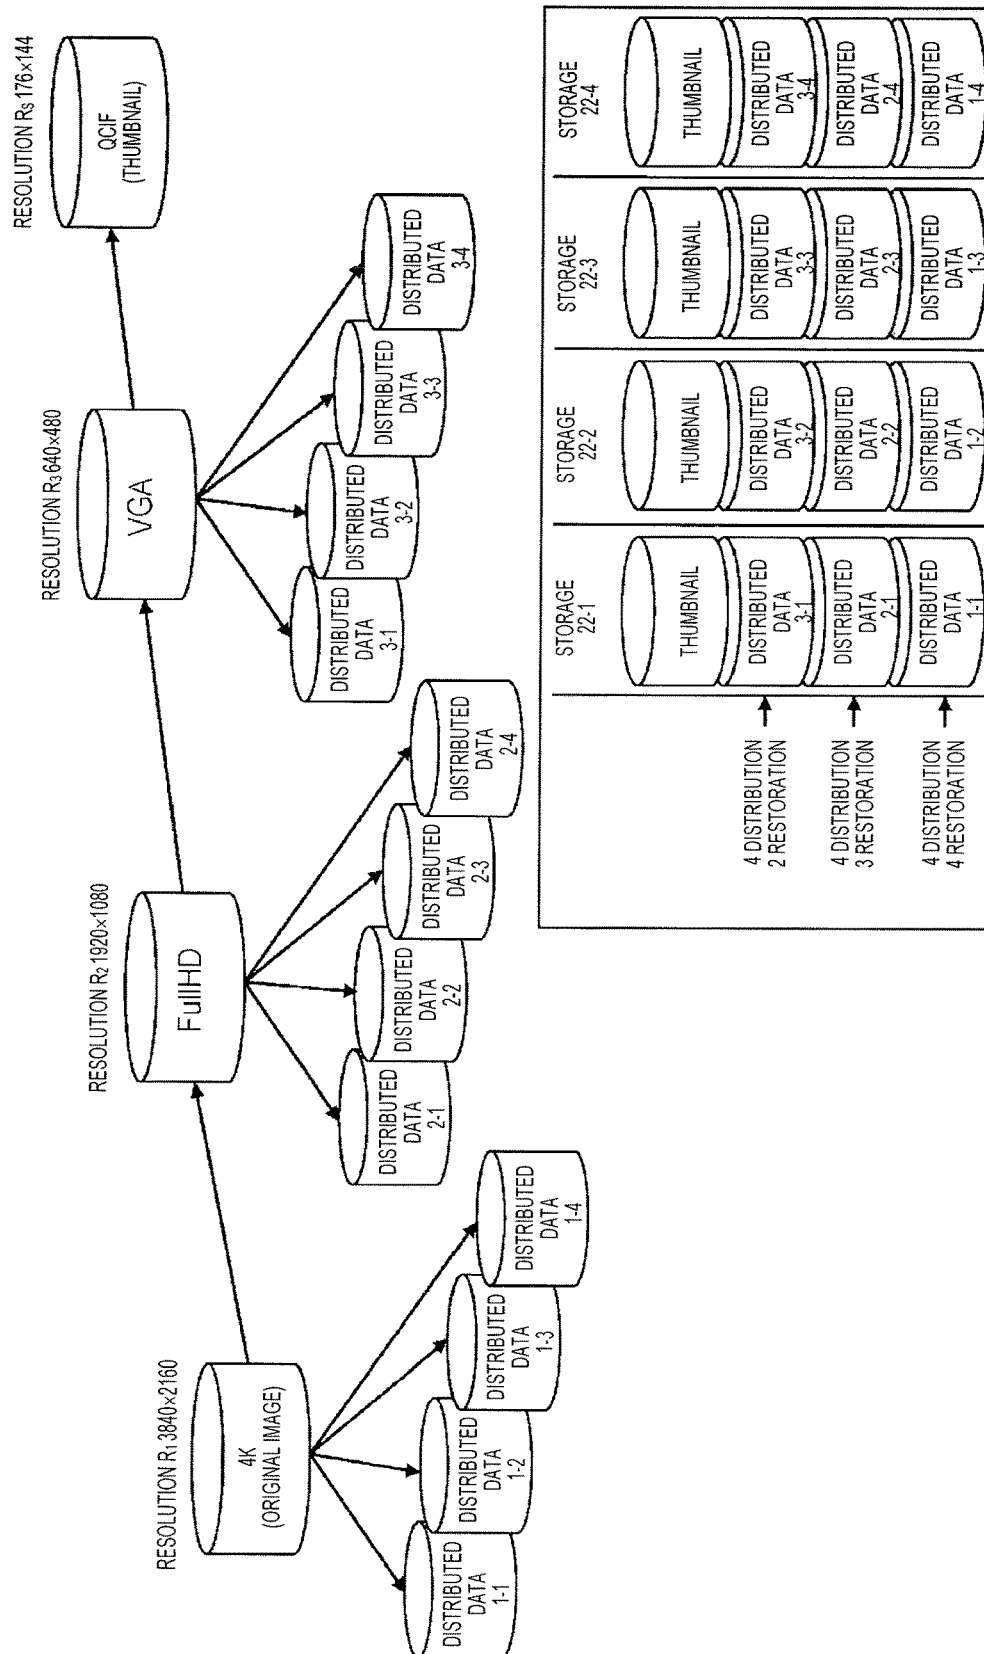 RESOLUTION R1 3840×2160
4K
(ORIGINAL IMAGE)
DISTRIBUTED
DATA
1-1
DISTRIBUTED
DATA
1-2
DISTRIBUTED
DATA
1-3
DISTRIBUTED
DATA
1-4
RESOLUTION R2 1920×1080
FullHD
DISTRIBUTED
DATA
2-1
DISTRIBUTED
DATA
2-2
DISTRIBUTED
DATA
2-3
DISTRIBUTED
DATA
2-4
RESOLUTION R3 640×480
VGA
DISTRIBUTED
DATA
3-1
DISTRIBUTED
DATA
3-2
DISTRIBUTED
DATA
3-3
DISTRIBUTED
DATA
3-4
RESOLUTION RS 176×144
QCIF
(THUMBNAIL)
STORAGE
22-1
STORAGE
22-2
STORAGE
22-3
STORAGE
22-4
THUMBNAIL
THUMBNAIL
THUMBNAIL
THUMBNAIL
4 DISTRIBUTION
2 RESTORATION
DISTRIBUTED
DATA
3-1
DISTRIBUTED
DATA
3-2
DISTRIBUTED
DATA
3-3
DISTRIBUTED
DATA
3-4
4 DISTRIBUTION
3 RESTORATION
DISTRIBUTED
DATA
2-1
DISTRIBUTED
DATA
2-2
DISTRIBUTED
DATA
2-3
DISTRIBUTED
DATA
2-4
4 DISTRIBUTION
4 RESTORATION
DISTRIBUTED
DATA
1-1
DISTRIBUTED
DATA
1-2
DISTRIBUTED
DATA
1-3
DISTRIBUTED
DATA
1-4